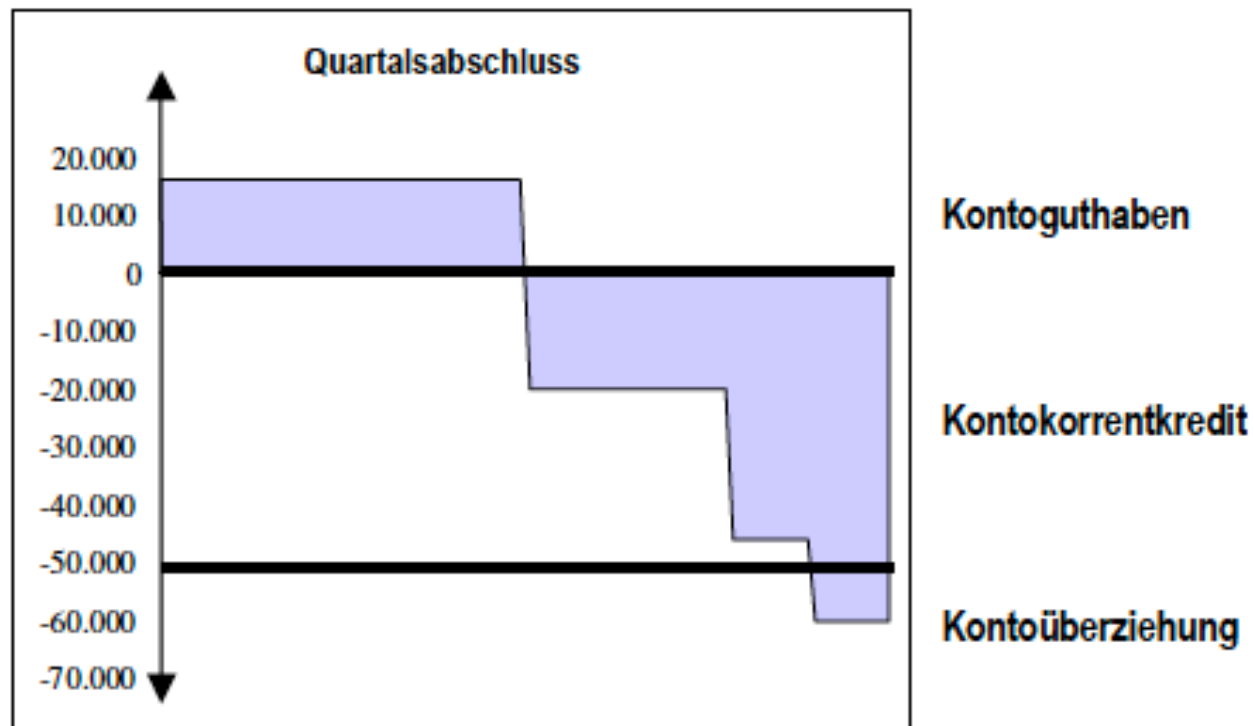 Quartalsabschluss
20.000
10.000
0
-10.000
-20.000
-30.000
-40.000
-50.000
-60.000
-70.000
Kontoguthaben
Kontokorrentkredit
Kontoüberziehung